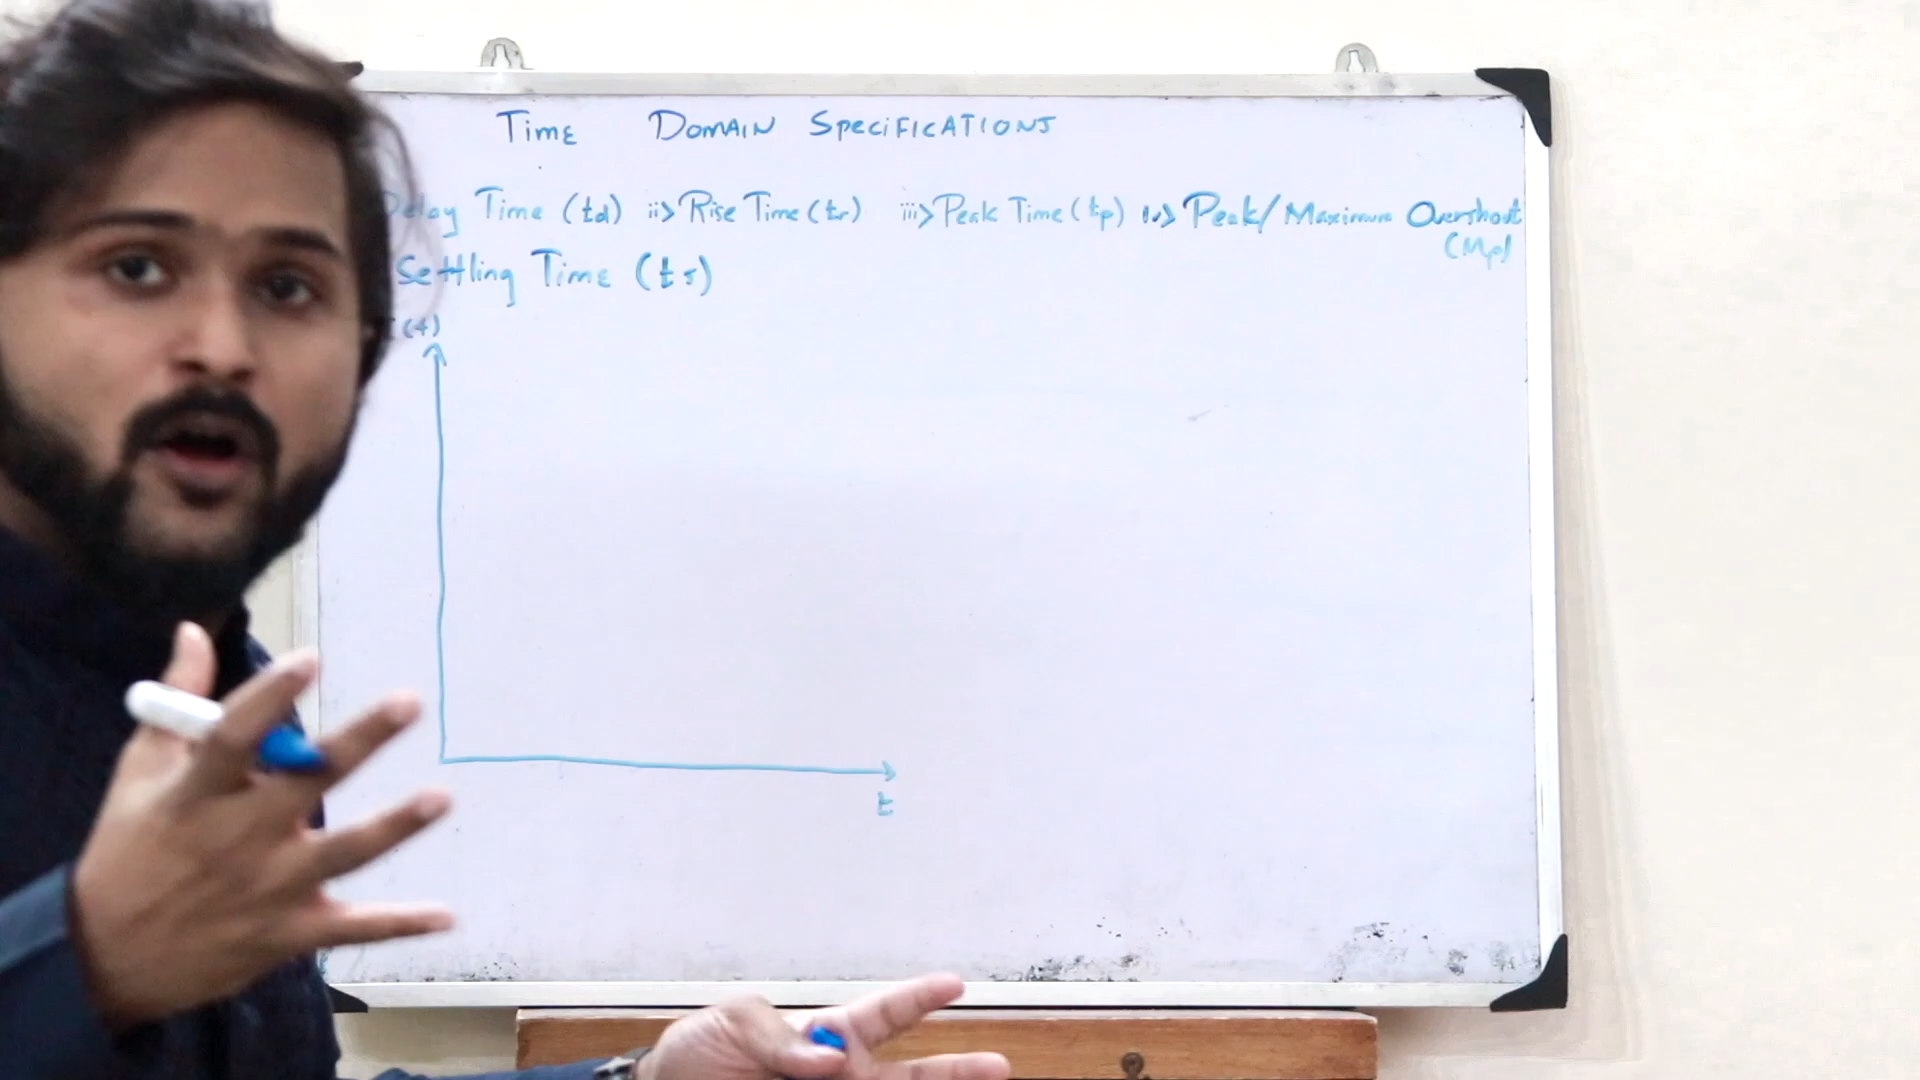 Time Domain Specifications
Delay Time (td) ii> Rise Time (tr) iii> Peak Time (tp) iv> Peak/Maximum Overshoot
(Mp)
Settling Time (ts)
(t)
t